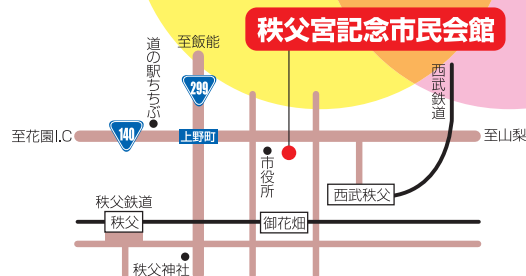 秩父宮記念市民会館
至飯能
道の駅ちちぶ
299
西武鉄道
至花園I.C
140
上野町
至山梨
市役所
西武秩父
秩父鉄道
秩父
御花畑
秩父神社